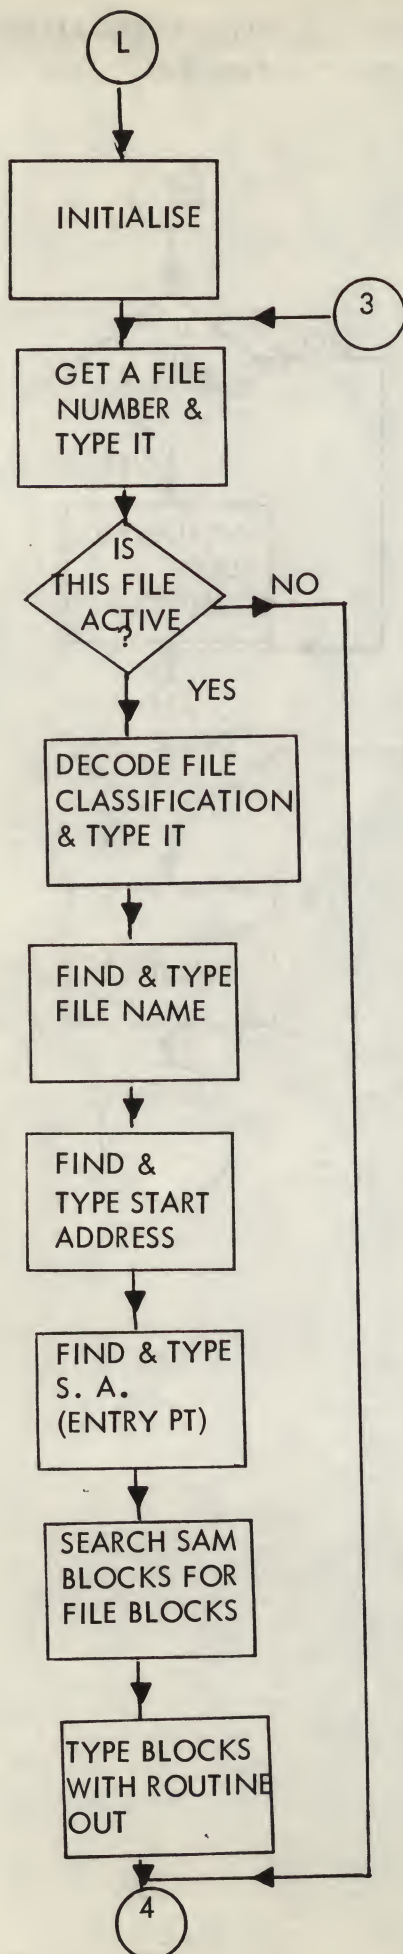 L
INITIALISE
3
GET A FILE
NUMBER &
TYPE IT
IS
THIS FILE
ACTIVE
?
NO
YES
DECODE FILE
CLASSIFICATION
& TYPE IT
FIND & TYPE
FILE NAME
FIND &
TYPE START
ADDRESS
FIND & TYPE
S. A.
(ENTRY PT)
SEARCH SAM
BLOCKS FOR
FILE BLOCKS
TYPE BLOCKS
WITH ROUTINE
OUT
4